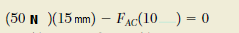 (50 N )(15 mm) − F_AC(10 ) = 0